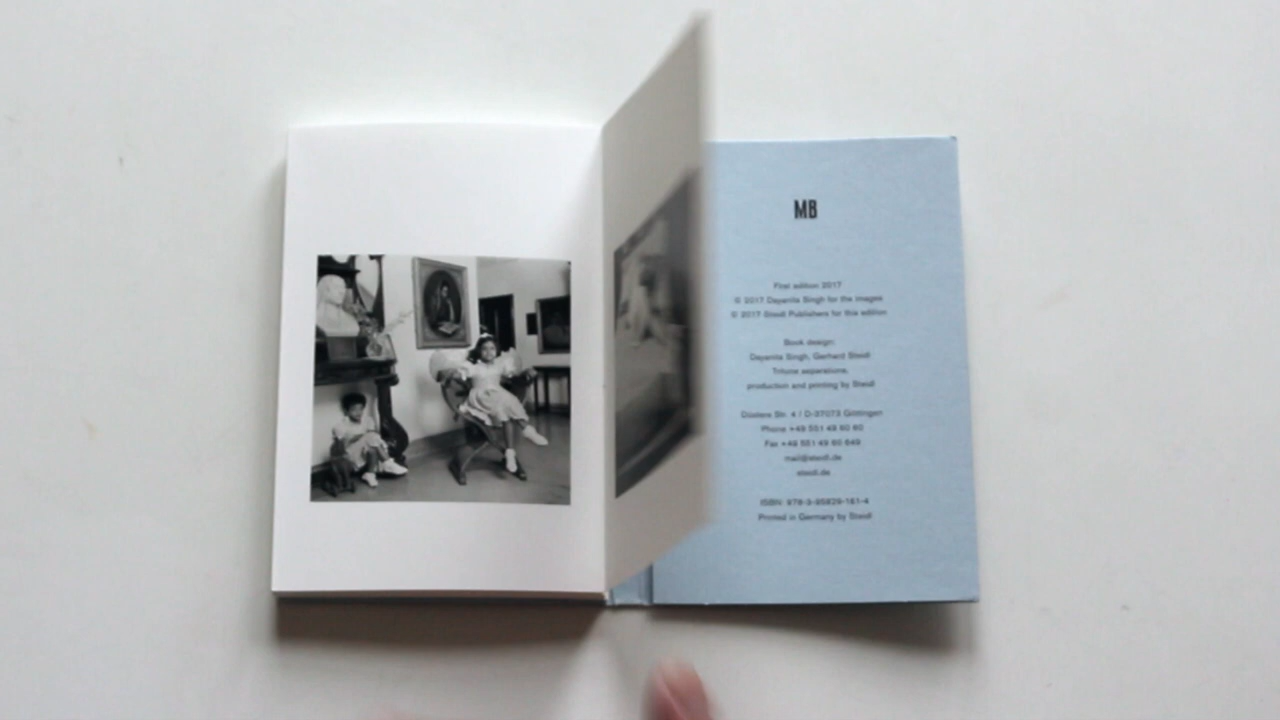 MB
First edition 2017
© 2017 Dayanita Singh for the images
© 2017 Steidl Publishers for this edition
Book design:
Dayanita Singh, Gerhard Steidl
Tritone separations,
production and printing by Steidl
Düstere Str. 4 / D-37073 Göttingen
Phone +49 551 49 60 60
Fax +49 551 49 60 649
mail@steidl.de
steidl.de
ISBN: 978-3-95829-161-4
Printed in Germany by Steidl